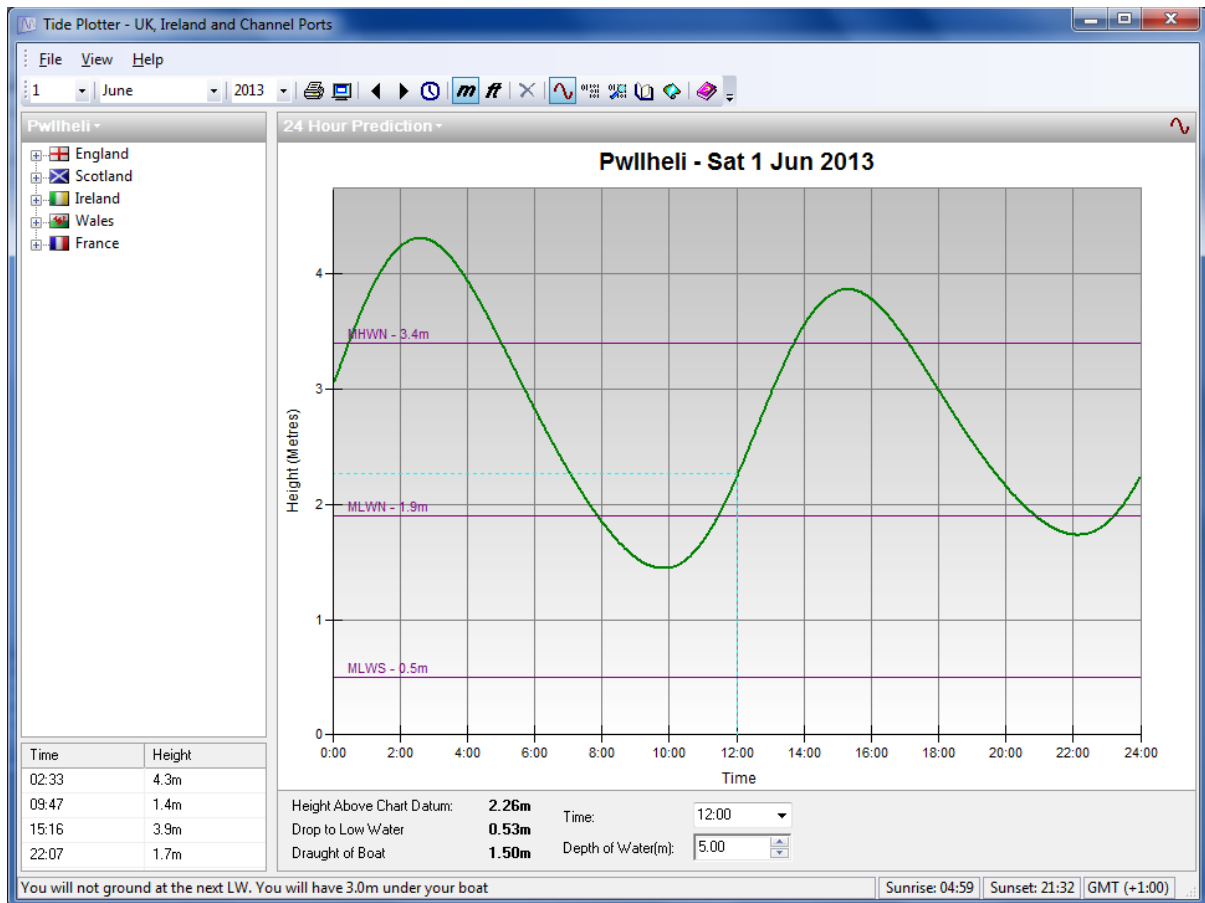 Tide Plotter - UK, Ireland and Channel Ports
File View Help
1 June 2013 m ft
Pwllheli
England
Scotland
Ireland
Wales
France
Time Height
02:33 4.3m
09:47 1.4m
15:16 3.9m
22:07 1.7m
24 Hour Prediction
Pwllheli - Sat 1 Jun 2013
Height (Metres)
4
3
2
1
0
MHWN - 3.4m
MLWN - 1.9m
MLWS - 0.5m
0:00 2:00 4:00 6:00 8:00 10:00 12:00 14:00 16:00 18:00 20:00 22:00 24:00
Time
Height Above Chart Datum: 2.26m
Drop to Low Water 0.53m
Draught of Boat 1.50m
Time: 12:00
Depth of Water(m): 5.00
You will not ground at the next LW. You will have 3.0m under your boat
Sunrise: 04:59 Sunset: 21:32 GMT (+1:00)